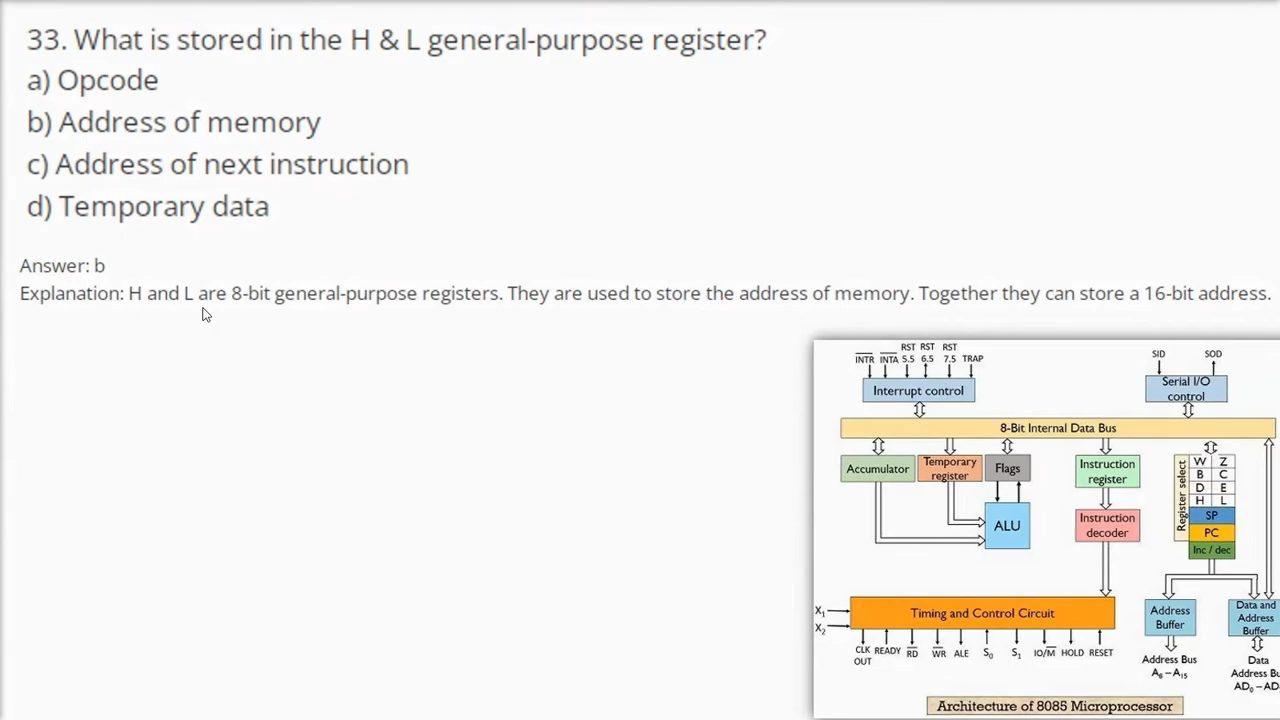 33. What is stored in the H & L general-purpose register?
a) Opcode
b) Address of memory
c) Address of next instruction
d) Temporary data
Answer: b
Explanation: H and L are 8-bit general-purpose registers. They are used to store the address of memory. Together they can store a 16-bit address.
RST RST RST
INTR INTA 5.5 6.5 7.5 TRAP
SID SOD
Interrupt control
Serial I/O
control
8-Bit Internal Data Bus
Accumulator
Temporary
register
Flags
Instruction
register
Register select
W Z
B C
D E
H L
SP
PC
Inc / dec
ALU
Instruction
decoder
X1
X2
Timing and Control Circuit
Address
Buffer
Data and
Address
Buffer
CLK
OUT
READY RD WR ALE S0 S1 IO/M HOLD RESET
Address Bus
A8 – A15
Data
Address Bu
AD0 – AD
Architecture of 8085 Microprocessor